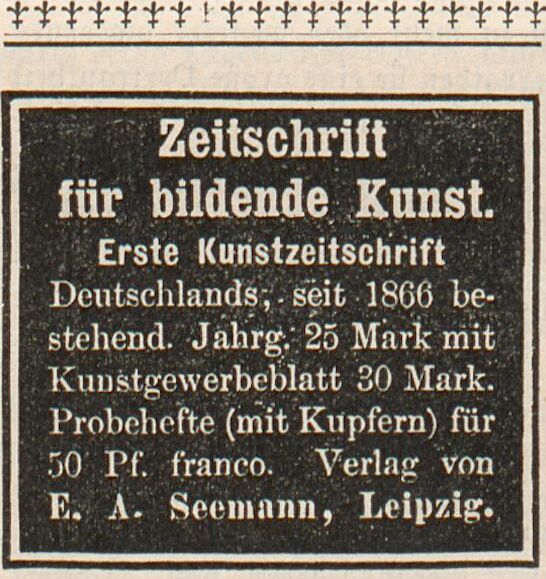 Zeitschrift
für bildende Kunst.
Erste Kunstzeitschrift
Deutschlands, seit 1866 be-
stehend. Jahrg. 25 Mark mit
Kunstgewerbeblatt 30 Mark.
Probehefte (mit Kupfern) für
50 Pf. franco. Verlag von
E. A. Seemann, Leipzig.